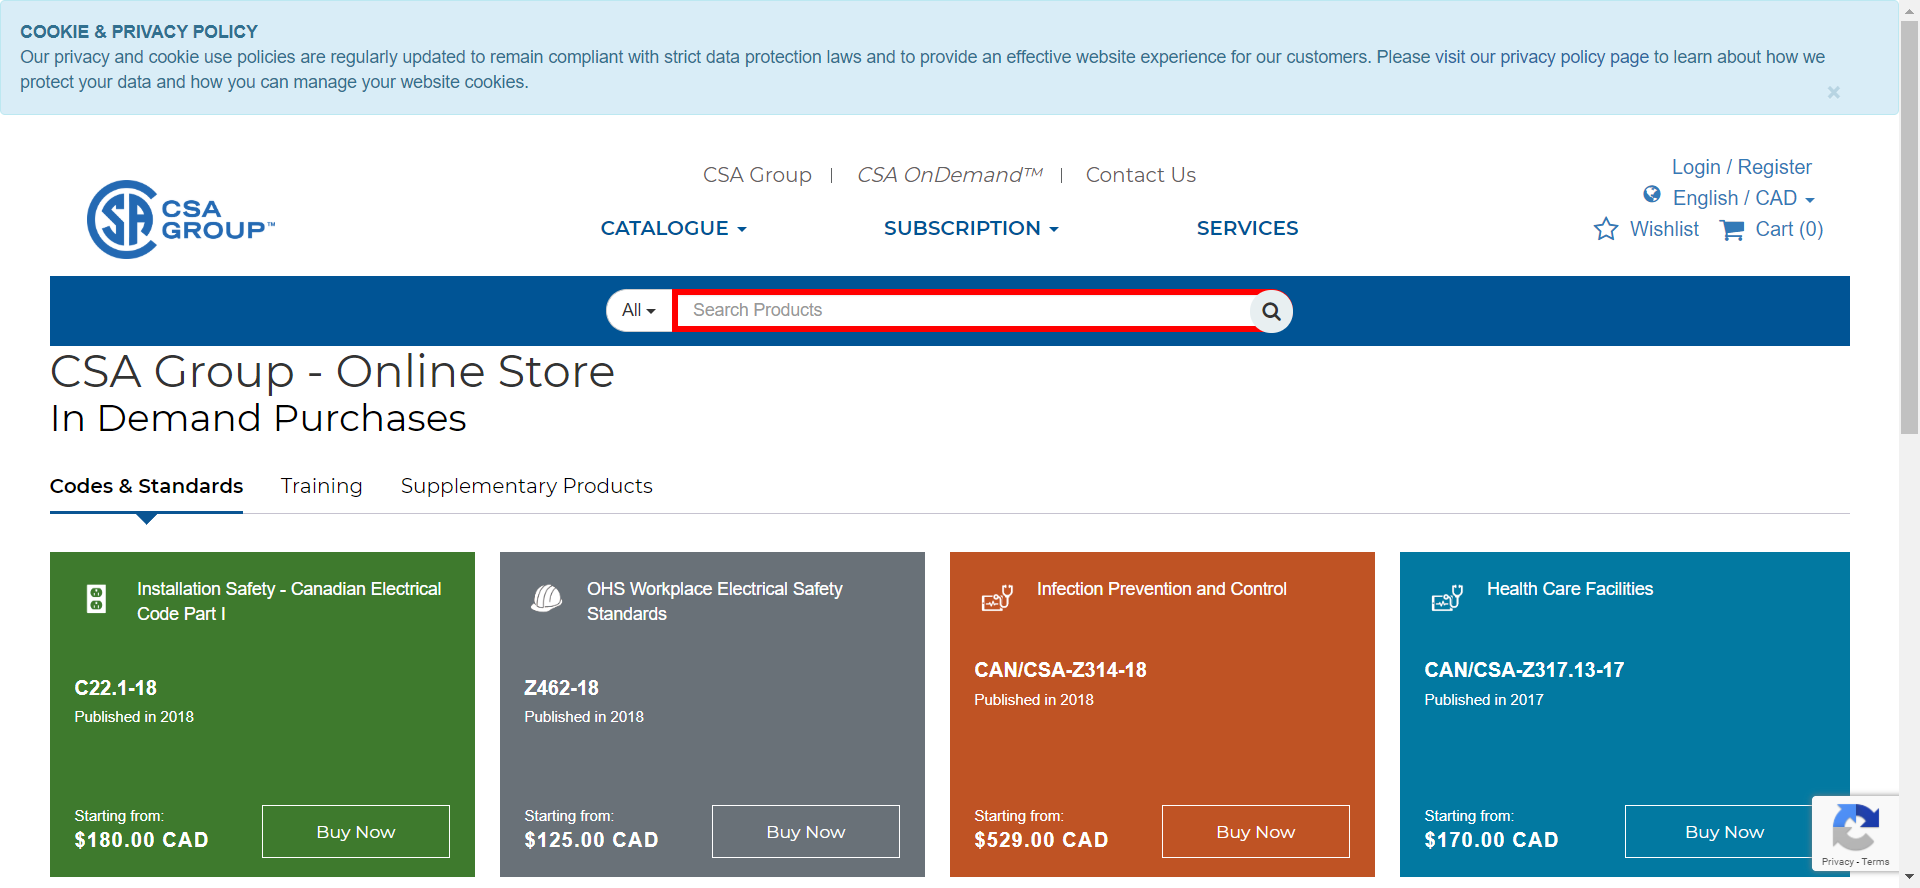 COOKIE & PRIVACY POLICY
Our privacy and cookie use policies are regularly updated to remain compliant with strict data protection laws and to provide an effective website experience for our customers. Please visit our privacy policy page to learn about how we
protect your data and how you can manage your website cookies.
×
CSA Group | CSA OnDemand™ | Contact Us
Login / Register
English / CAD
CSA
GROUP™
CATALOGUE SUBSCRIPTION SERVICES
Wishlist Cart (0)
All Search Products
CSA Group - Online Store
In Demand Purchases
Codes & Standards Training Supplementary Products
Installation Safety - Canadian Electrical
Code Part I
C22.1-18
Published in 2018
Starting from:
$180.00 CAD
Buy Now
OHS Workplace Electrical Safety
Standards
Z462-18
Published in 2018
Starting from:
$125.00 CAD
Buy Now
Infection Prevention and Control
CAN/CSA-Z314-18
Published in 2018
Starting from:
$529.00 CAD
Buy Now
Health Care Facilities
CAN/CSA-Z317.13-17
Published in 2017
Starting from:
$170.00 CAD
Buy Now
Privacy - Terms